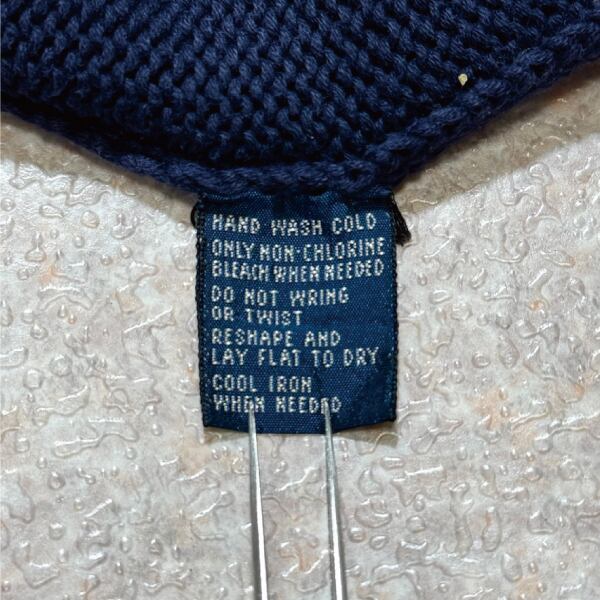 HAND WASH COLD
ONLY NON-CHLORINE
BLEACH WHEN NEEDED
DO NOT WRING
OR TWIST
RESHAPE AND
LAY FLAT TO DRY
COOL IRON
WHEN NEEDED